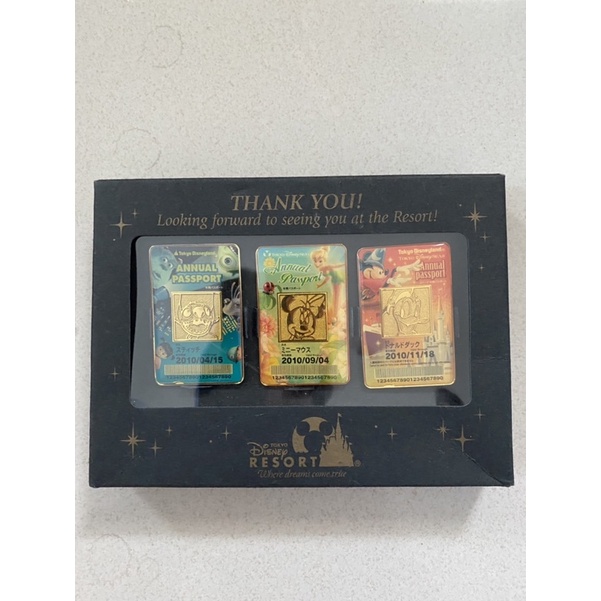 THANK YOU!
Looking forward to seeing you at the Resort!
Tokyo Disneyland
ANNUAL
PASSPORT
2010/04/15
Annual
Passport
ミニーマウス
2010/09/04
12345678901234567890
Tokyo Disneyland
Annual
passport
ドナルドダック
2010/11/18
12345678901234567890
TOKYO
Disney
RESORT
Where dreams come true